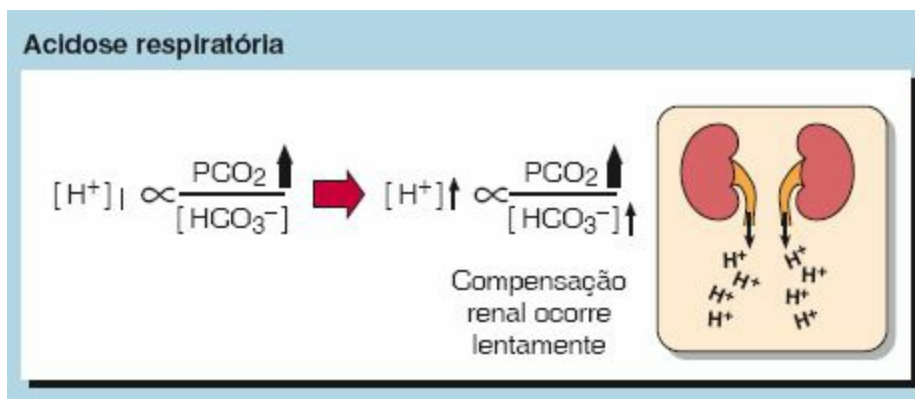 Acidose respiratória
[H⁺] ∝ PCO₂ ⬆
[HCO₃⁻]
➡ [H⁺]↑ ∝ PCO₂ ⬆
[HCO₃⁻]↑
Compensação
renal ocorre
lentamente
H⁺ H⁺
H⁺ H⁺
H⁺ H⁺
H⁺ H⁺